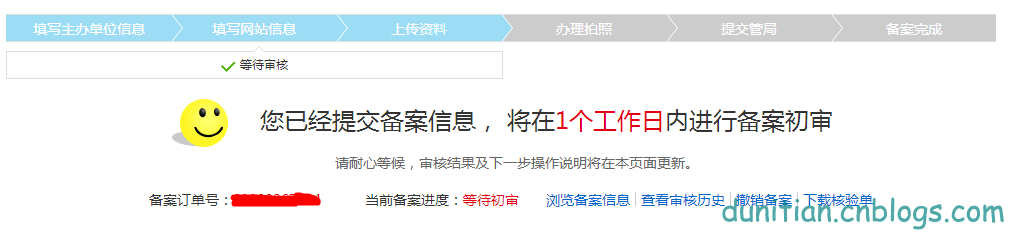 填写主办单位信息 填写网站信息 上传资料 办理拍照 提交管局 备案完成
等待审核
您已经提交备案信息，将在1个工作日内进行备案初审
请耐心等候，审核结果及下一步操作说明将在本页面更新。
备案订单号： 当前备案进度：等待初审 浏览备案信息 | 查看审核历史 | 撤销备案 | 下载核验单
dunitian.cnblogs.com